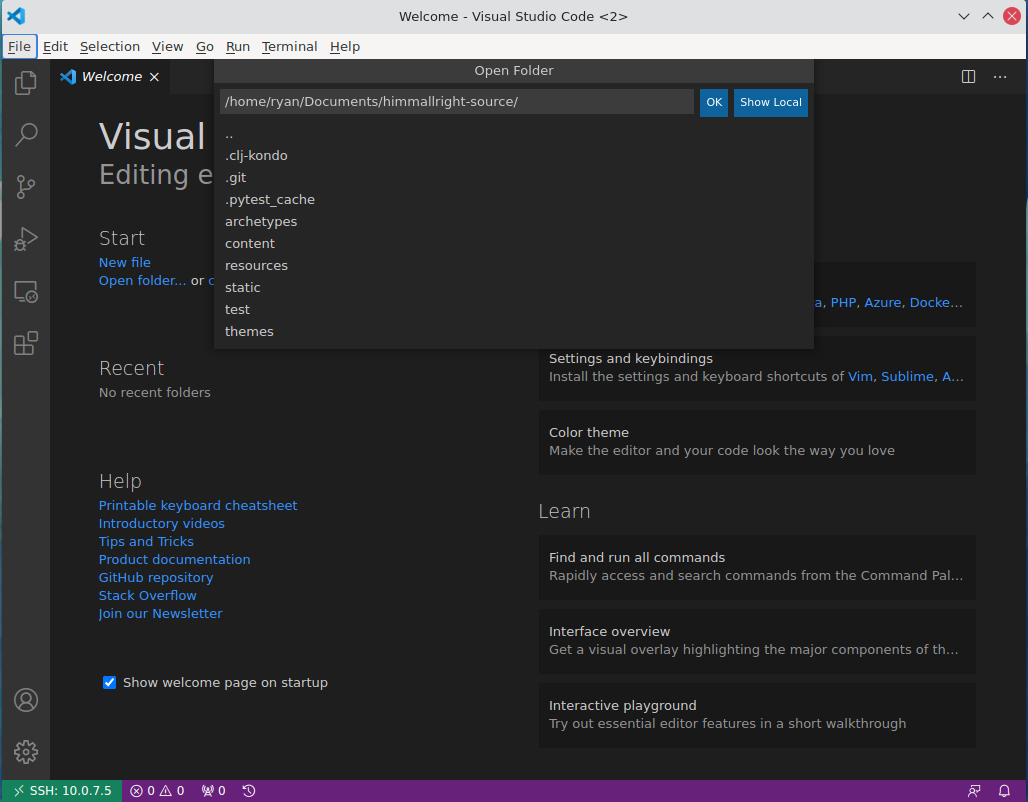 Welcome - Visual Studio Code <2>
File Edit Selection View Go Run Terminal Help
Welcome
Open Folder
/home/ryan/Documents/himmallright-source/
OK
Show Local
..
.clj-kondo
.git
.pytest_cache
archetypes
content
resources
static
test
themes
Visual
Editing e
Start
New file
Open folder... or c
Recent
No recent folders
Help
Printable keyboard cheatsheet
Introductory videos
Tips and Tricks
Product documentation
GitHub repository
Stack Overflow
Join our Newsletter
Show welcome page on startup
a, PHP, Azure, Docke...
Settings and keybindings
Install the settings and keyboard shortcuts of Vim, Sublime, A...
Color theme
Make the editor and your code look the way you love
Learn
Find and run all commands
Rapidly access and search commands from the Command Pal...
Interface overview
Get a visual overlay highlighting the major components of th...
Interactive playground
Try out essential editor features in a short walkthrough
SSH: 10.0.7.5 0 0 0